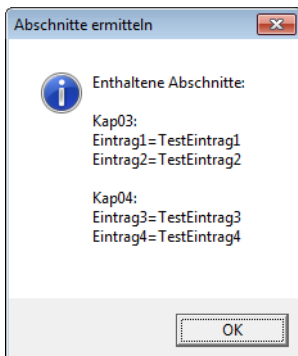 Abschnitte ermitteln
Enthaltene Abschnitte:
Kap03:
Eintrag1=TestEintrag1
Eintrag2=TestEintrag2
Kap04:
Eintrag3=TestEintrag3
Eintrag4=TestEintrag4
OK